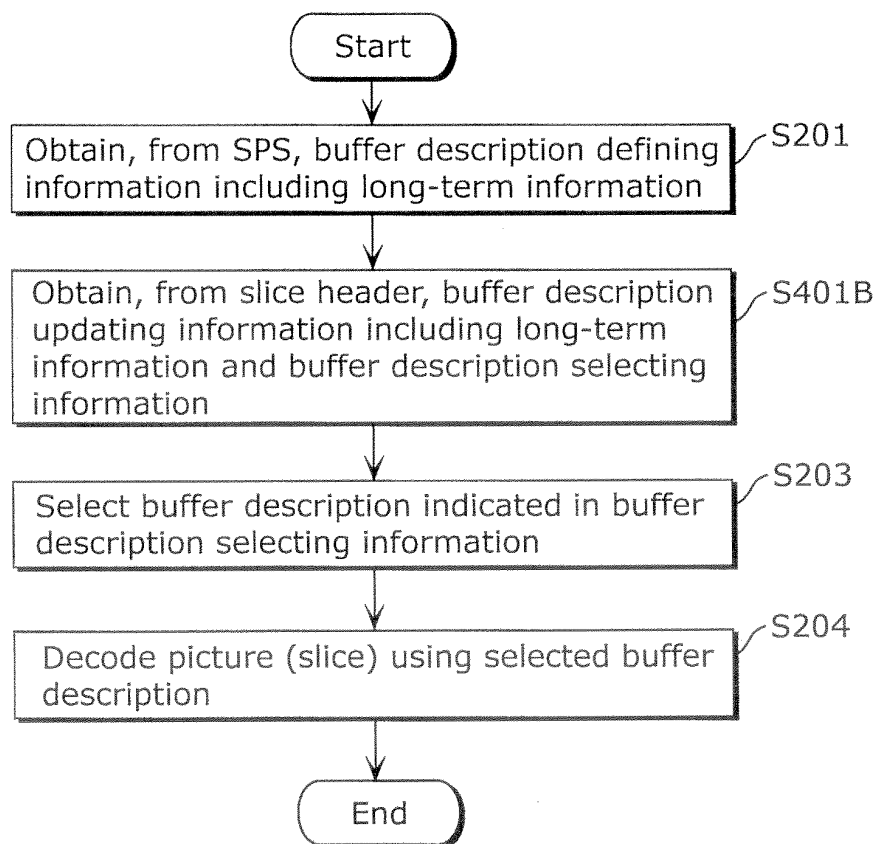 Start
Obtain, from SPS, buffer description defining
information including long-term information
S201
Obtain, from slice header, buffer description
updating information including long-term
information and buffer description selecting
information
S401B
Select buffer description indicated in buffer
description selecting information
S203
Decode picture (slice) using selected buffer
description
S204
End